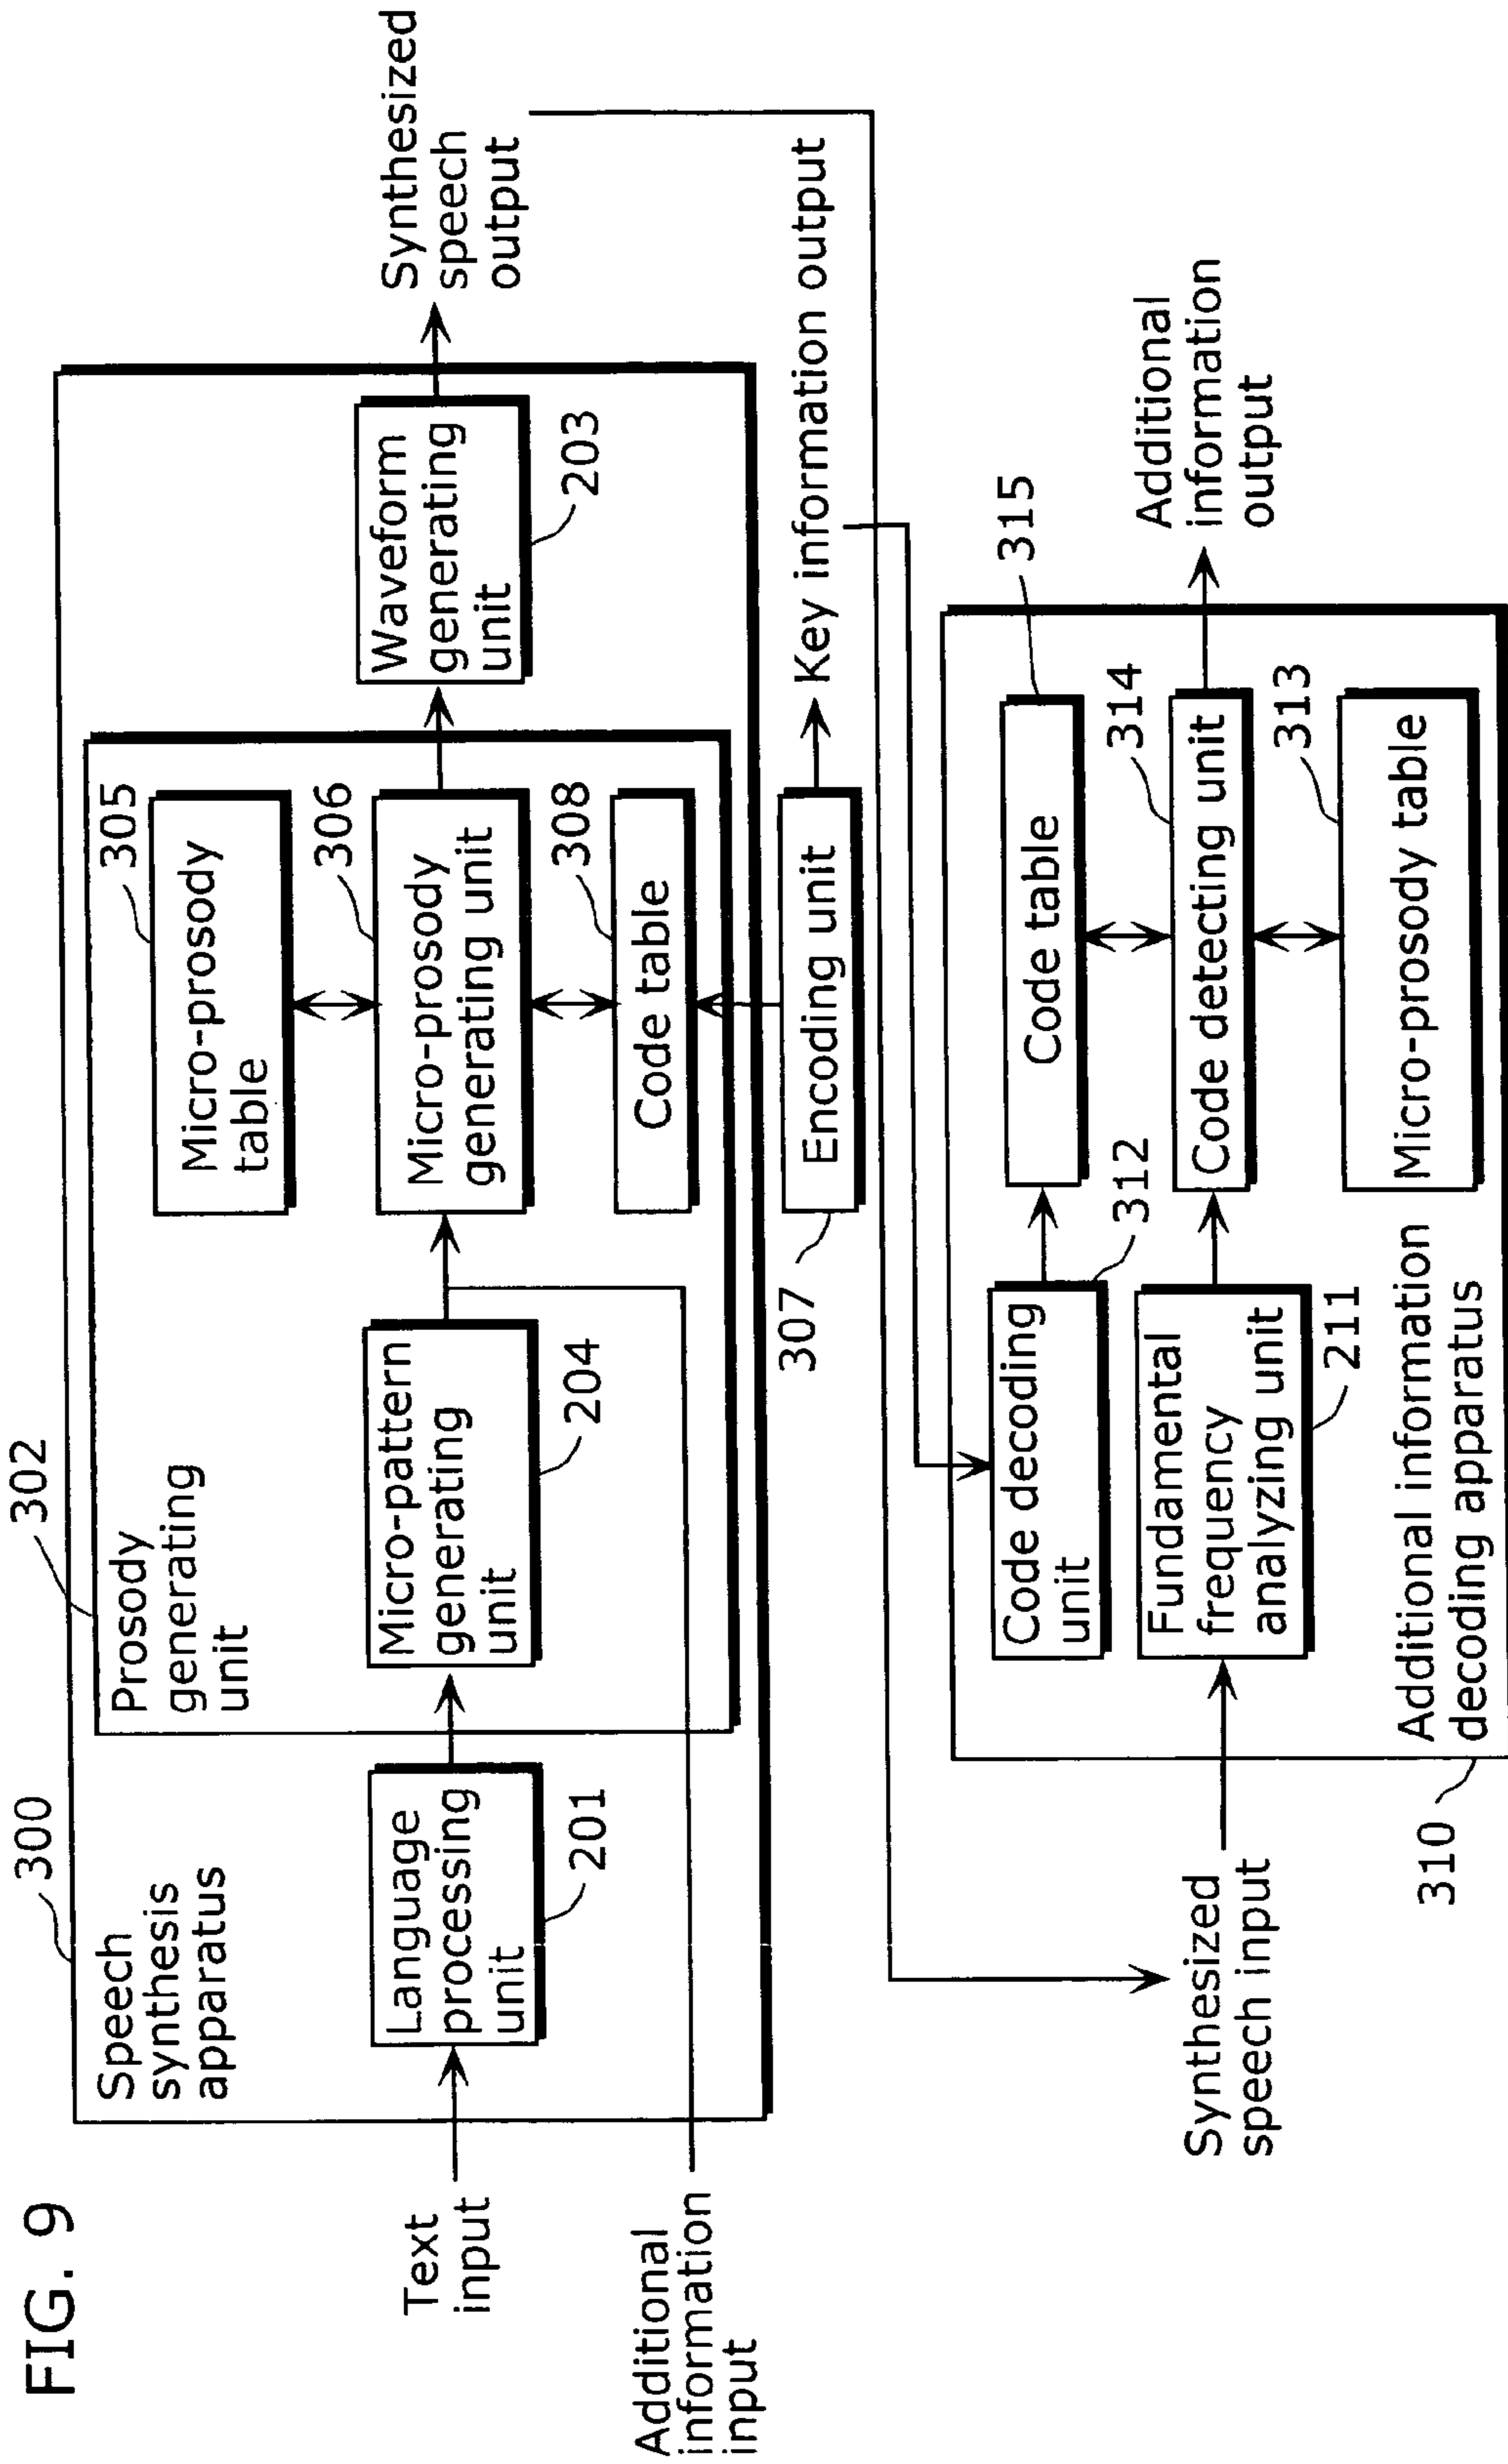 FIG. 9
300
Speech
synthesis
apparatus
302
Prosody
generating
unit
Text
input
Language
processing
unit
201
Micro-pattern
generating
unit
204
305
Micro-prosody
table
306
Micro-prosody
generating unit
308
Code table
Waveform
generating
unit
203
Synthesized
speech
output
Additional
information
input
307
Encoding unit
Key information output
Code decoding
unit
312
Code table
315
Fundamental
frequency
analyzing unit
211
Code detecting unit
314
Micro-prosody table
313
Additional
information
output
Synthesized
speech input
310
Additional information
decoding apparatus